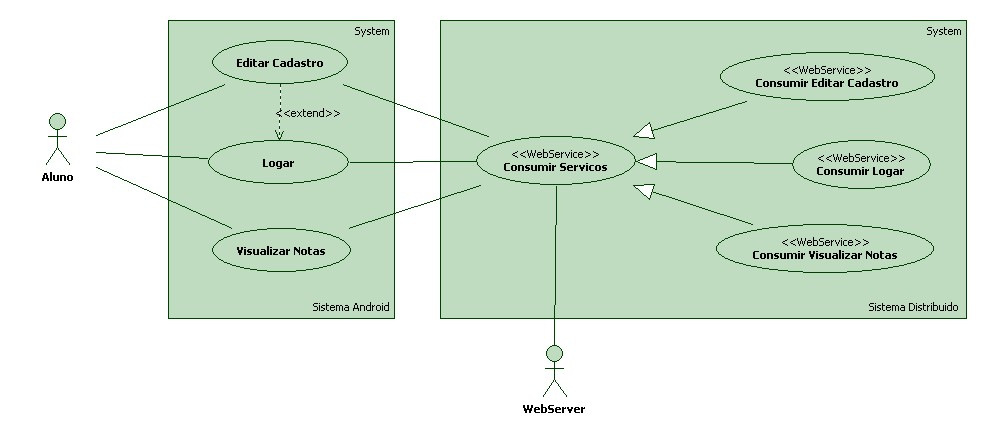 System
Editar Cadastro
<<extend>>
Logar
Visualizar Notas
Sistema Android
Aluno
System
<<WebService>>
Consumir Servicos
<<WebService>>
Consumir Editar Cadastro
<<WebService>>
Consumir Logar
<<WebService>>
Consumir Visualizar Notas
Sistema Distribuido
WebServer